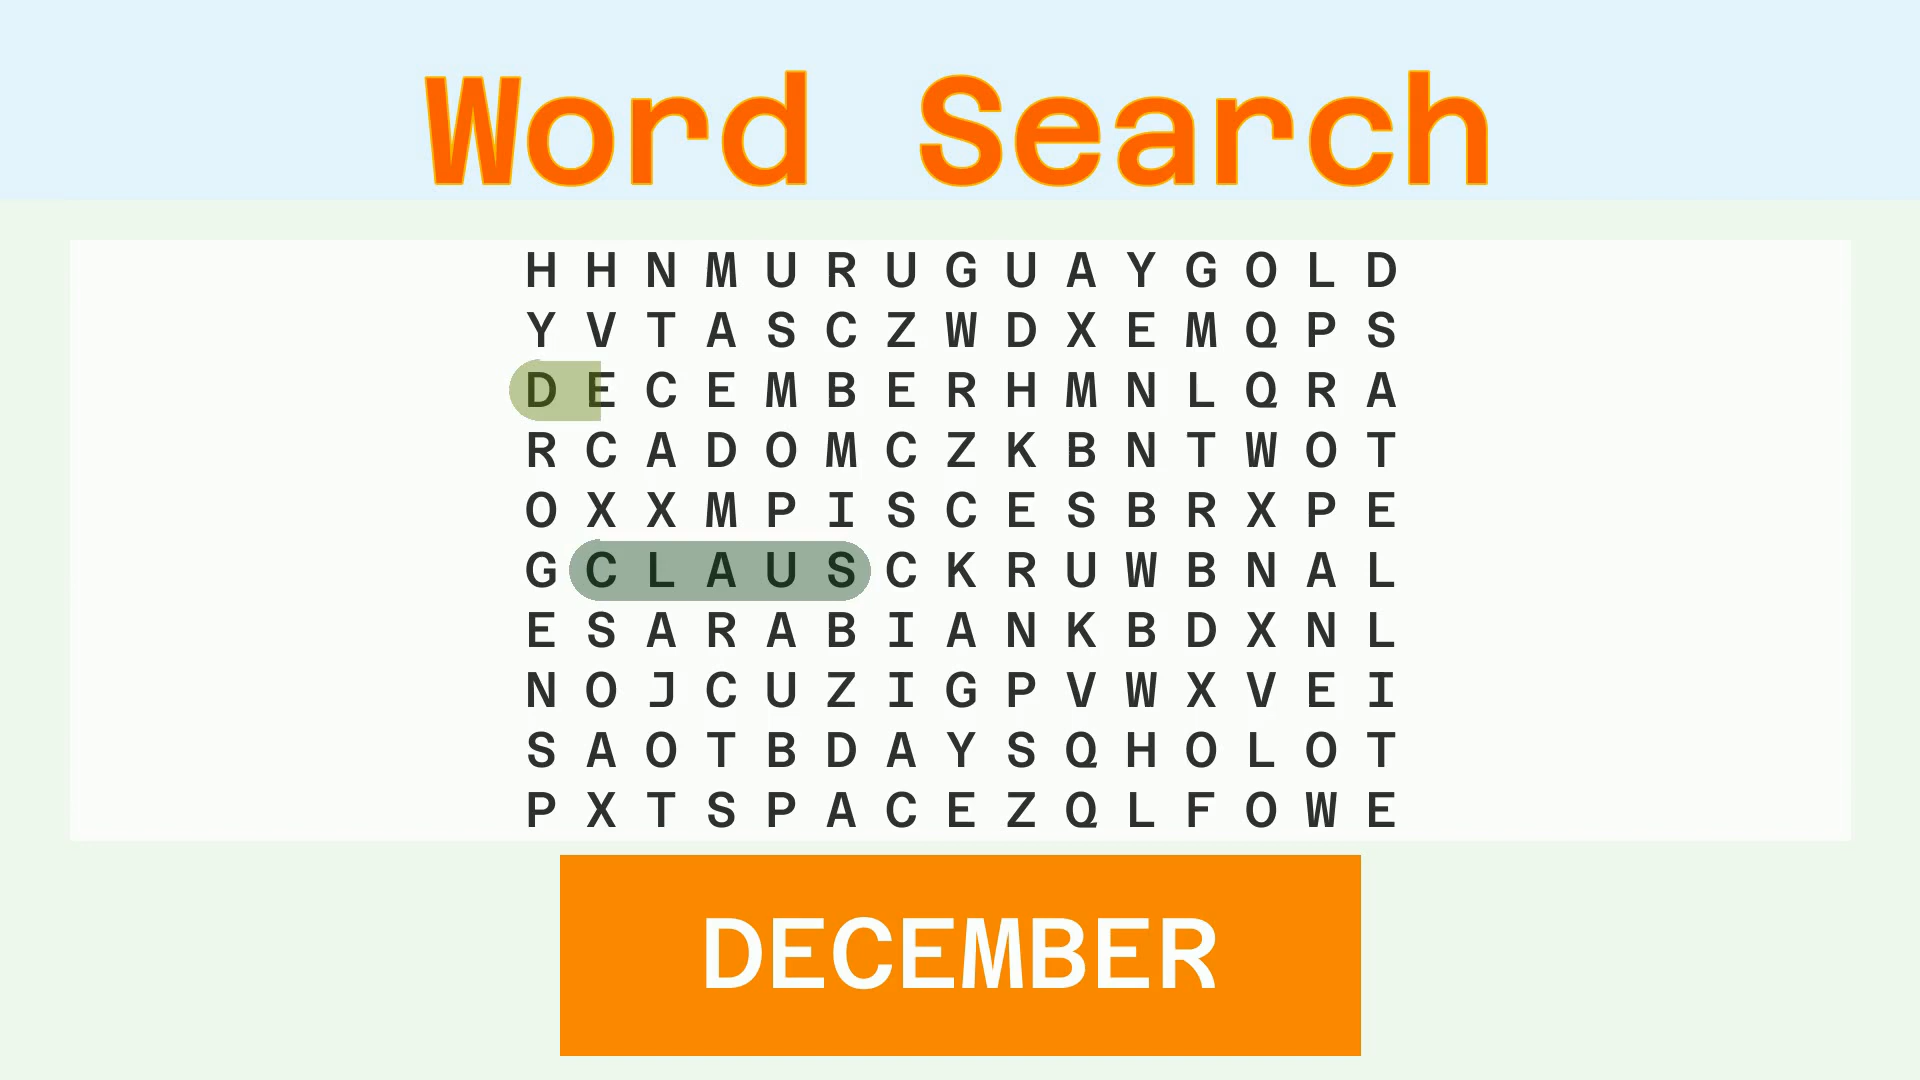 Word Search
H H N M U R U G U A Y G O L D
Y V T A S C Z W D X E M Q P S
D E C E M B E R H M N L Q R A
R C A D O M C Z K B N T W O T
O X X M P I S C E S B R X P E
G C L A U S C K R U W B N A L
E S A R A B I A N K B D X N L
N O J C U Z I G P V W X V E I
S A O T B D A Y S Q H O L O T
P X T S P A C E Z Q L F O W E
DECEMBER